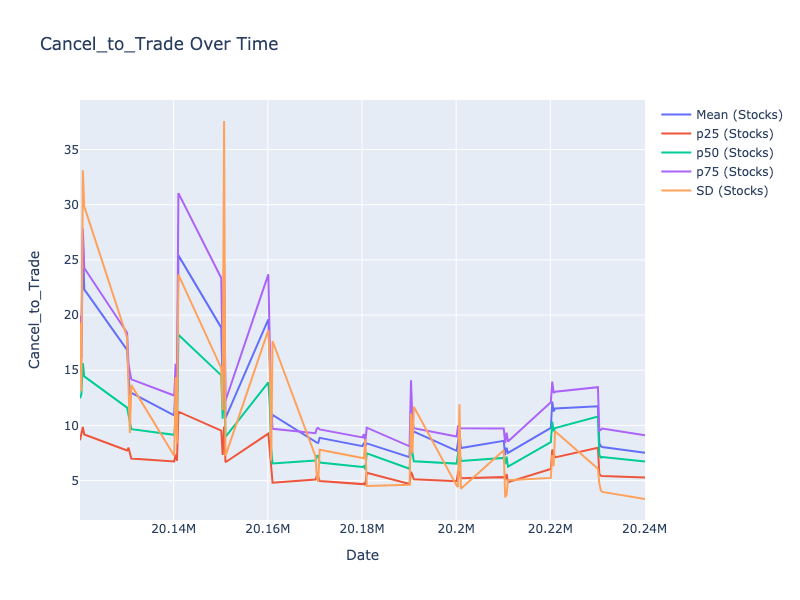 Cancel_to_Trade Over Time
Mean (Stocks)
p25 (Stocks)
p50 (Stocks)
p75 (Stocks)
SD (Stocks)
Cancel_to_Trade
35
30
25
20
15
10
5
20.14M
20.16M
20.18M
20.2M
20.22M
20.24M
Date